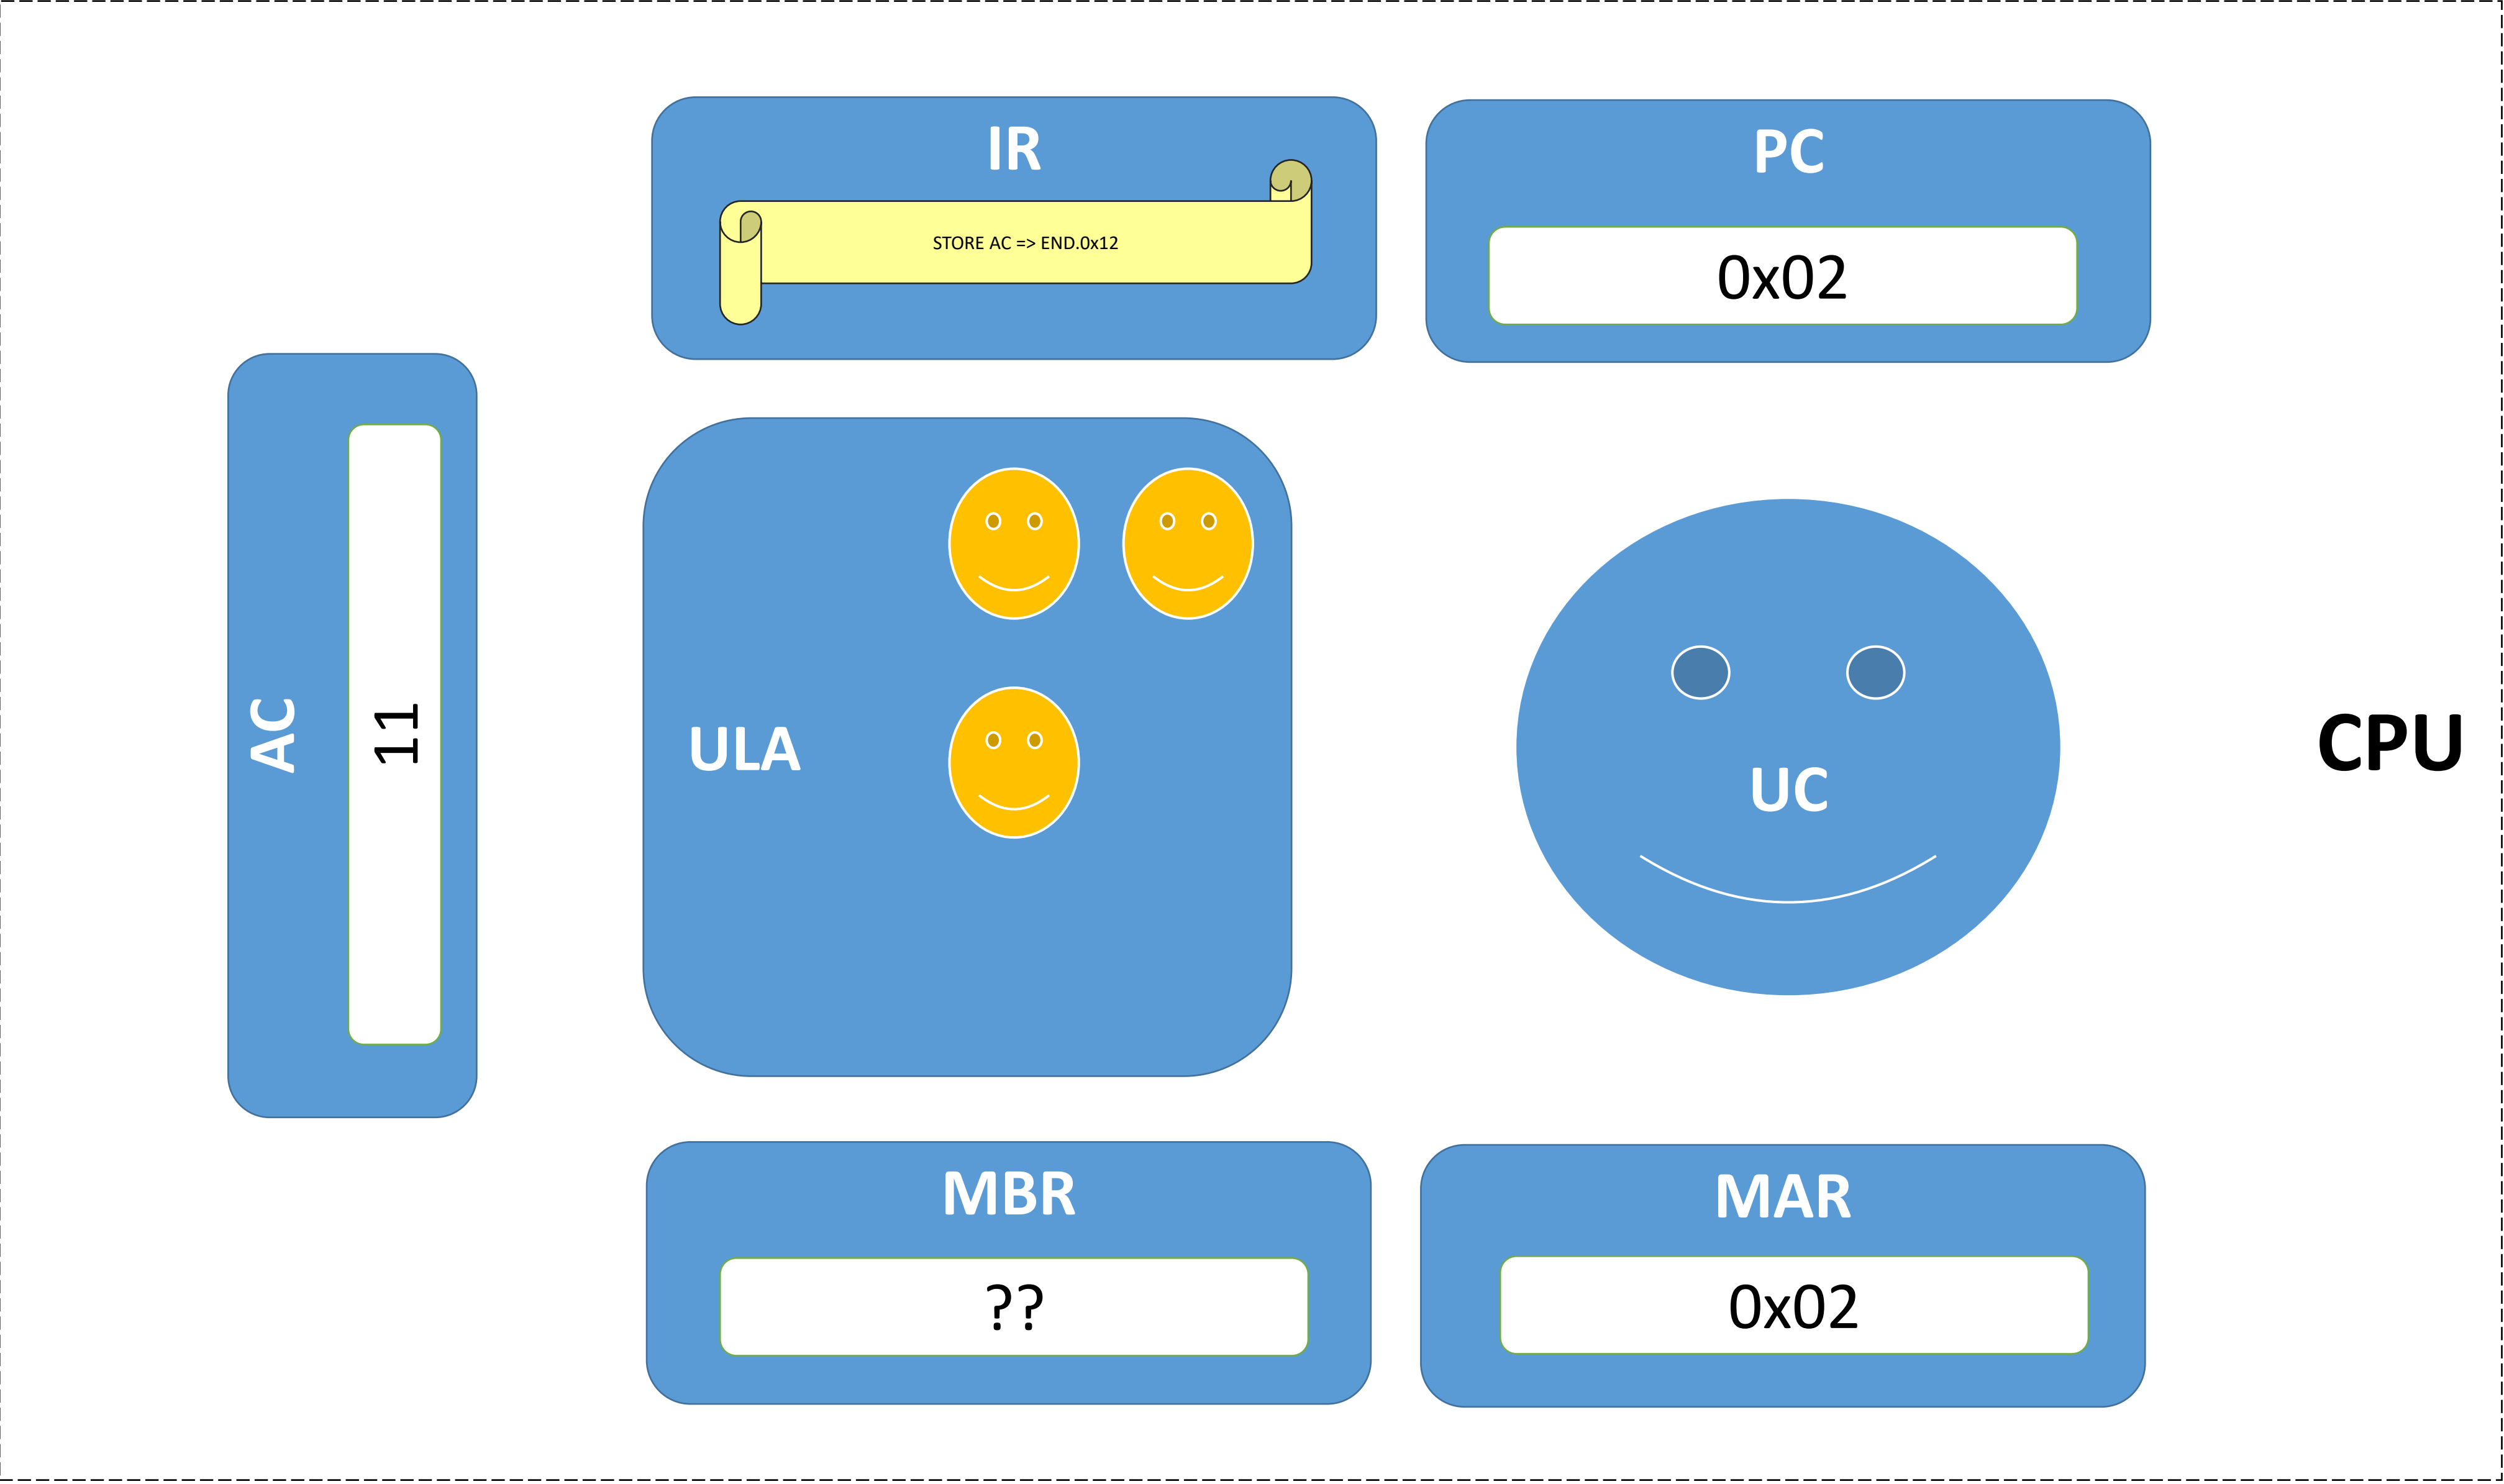 IR
STORE AC => END.0x12
PC
0x02
AC
11
ULA
UC
CPU
MBR
??
MAR
0x02